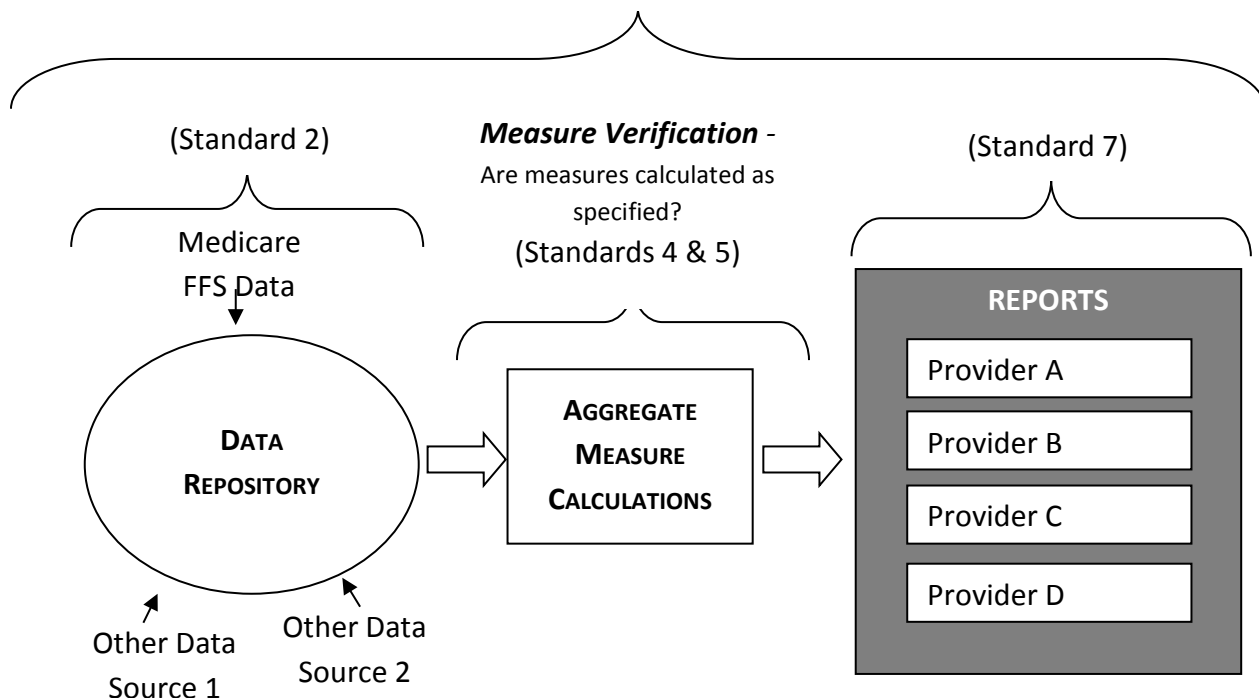 (Standard 2)
Medicare
FFS Data
DATA
REPOSITORY
Other Data
Source 1
Other Data
Source 2
Measure Verification -
Are measures calculated as
specified?
(Standards 4 & 5)
AGGREGATE
MEASURE
CALCULATIONS
(Standard 7)
REPORTS
Provider A
Provider B
Provider C
Provider D